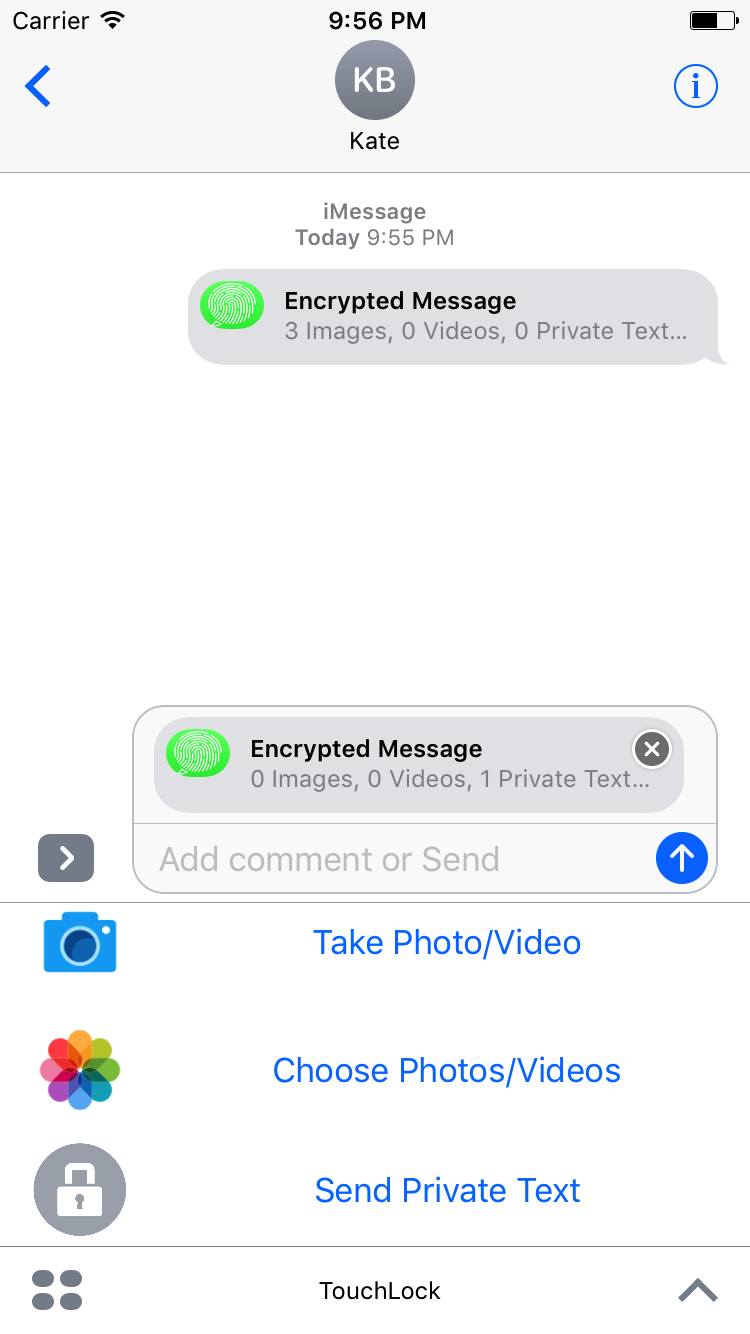 Carrier 9:56 PM
KB
Kate
iMessage
Today 9:55 PM
Encrypted Message
3 Images, 0 Videos, 0 Private Text...
Encrypted Message
0 Images, 0 Videos, 1 Private Text...
Add comment or Send
Take Photo/Video
Choose Photos/Videos
Send Private Text
TouchLock